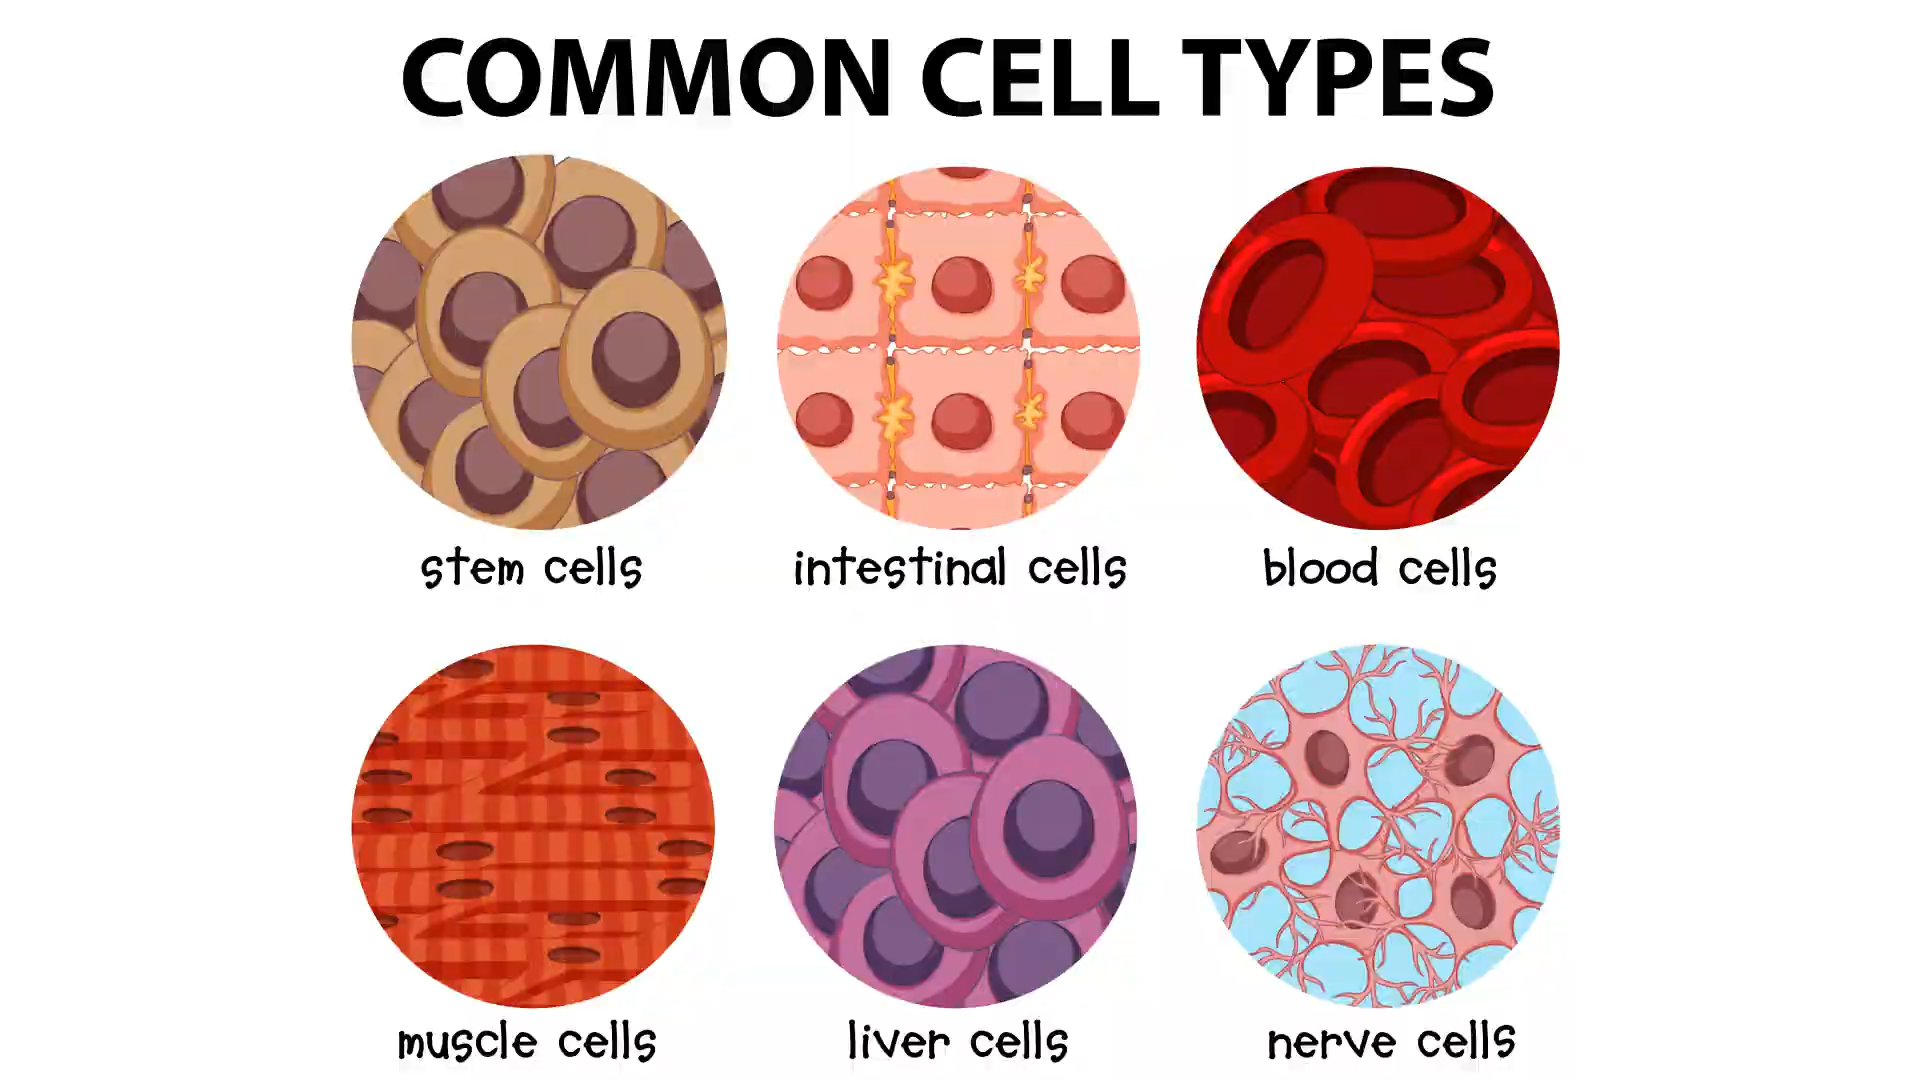 COMMON CELL TYPES
stem cells
intestinal cells
blood cells
muscle cells
liver cells
nerve cells